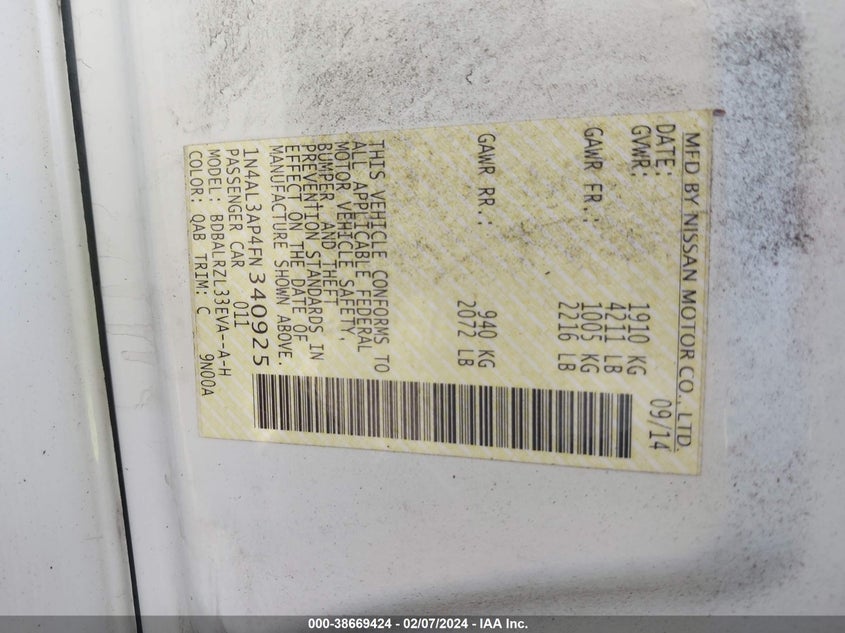 MFD BY NISSAN MOTOR CO., LTD.
DATE: 09/14
GVWR: 1910 KG
4211 LB
GAWR FR.: 1005 KG
2216 LB
GAWR RR.: 940 KG
2072 LB
THIS VEHICLE CONFORMS TO
ALL APPLICABLE FEDERAL
MOTOR VEHICLE SAFETY,
BUMPER AND THEFT
PREVENTION STANDARDS IN
EFFECT ON THE DATE OF
MANUFACTURE SHOWN ABOVE.
1N4AL3AP4FN340925
PASSENGER CAR 011
MODEL: BDBALRZL33EVA--A-H
COLOR: QAB TRIM: C 9N00A
000-38669424 - 02/07/2024 - IAA Inc.